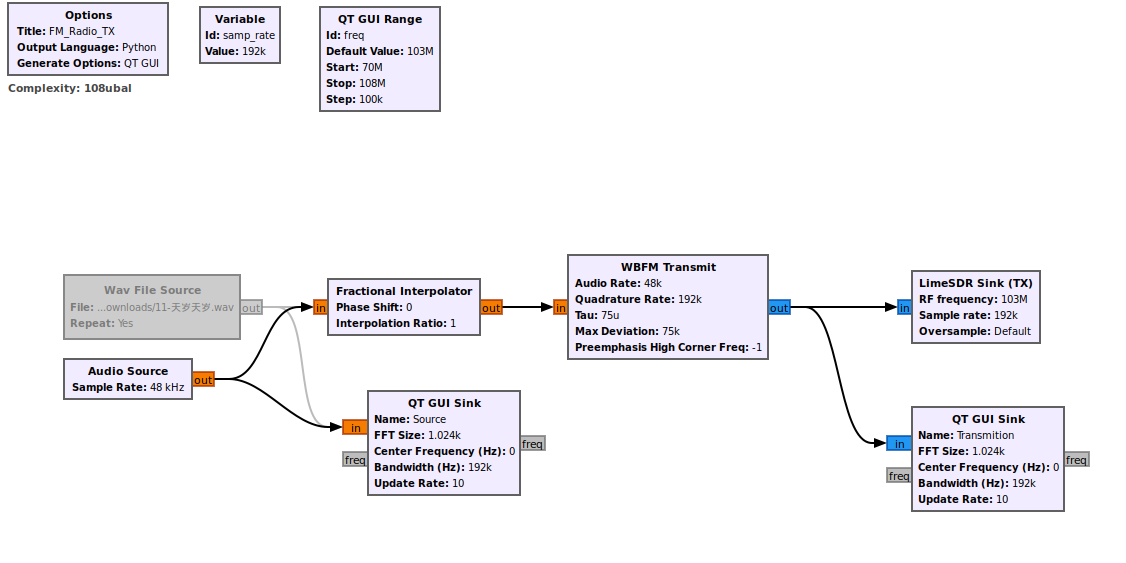 Options
Title: FM_Radio_TX
Output Language: Python
Generate Options: QT GUI
Complexity: 108ubal
Variable
Id: samp_rate
Value: 192k
QT GUI Range
Id: freq
Default Value: 103M
Start: 70M
Stop: 108M
Step: 100k
Wav File Source
File: ...ownloads/11-天岁天岁.wav
Repeat: Yes
out
Audio Source
Sample Rate: 48 kHz
out
in
Fractional Interpolator
Phase Shift: 0
Interpolation Ratio: 1
out
in
freq
QT GUI Sink
Name: Source
FFT Size: 1.024k
Center Frequency (Hz): 0
Bandwidth (Hz): 192k
Update Rate: 10
freq
in
WBFM Transmit
Audio Rate: 48k
Quadrature Rate: 192k
Tau: 75u
Max Deviation: 75k
Preemphasis High Corner Freq: -1
out
in
LimeSDR Sink (TX)
RF frequency: 103M
Sample rate: 192k
Oversample: Default
in
freq
QT GUI Sink
Name: Transmition
FFT Size: 1.024k
Center Frequency (Hz): 0
Bandwidth (Hz): 192k
Update Rate: 10
freq